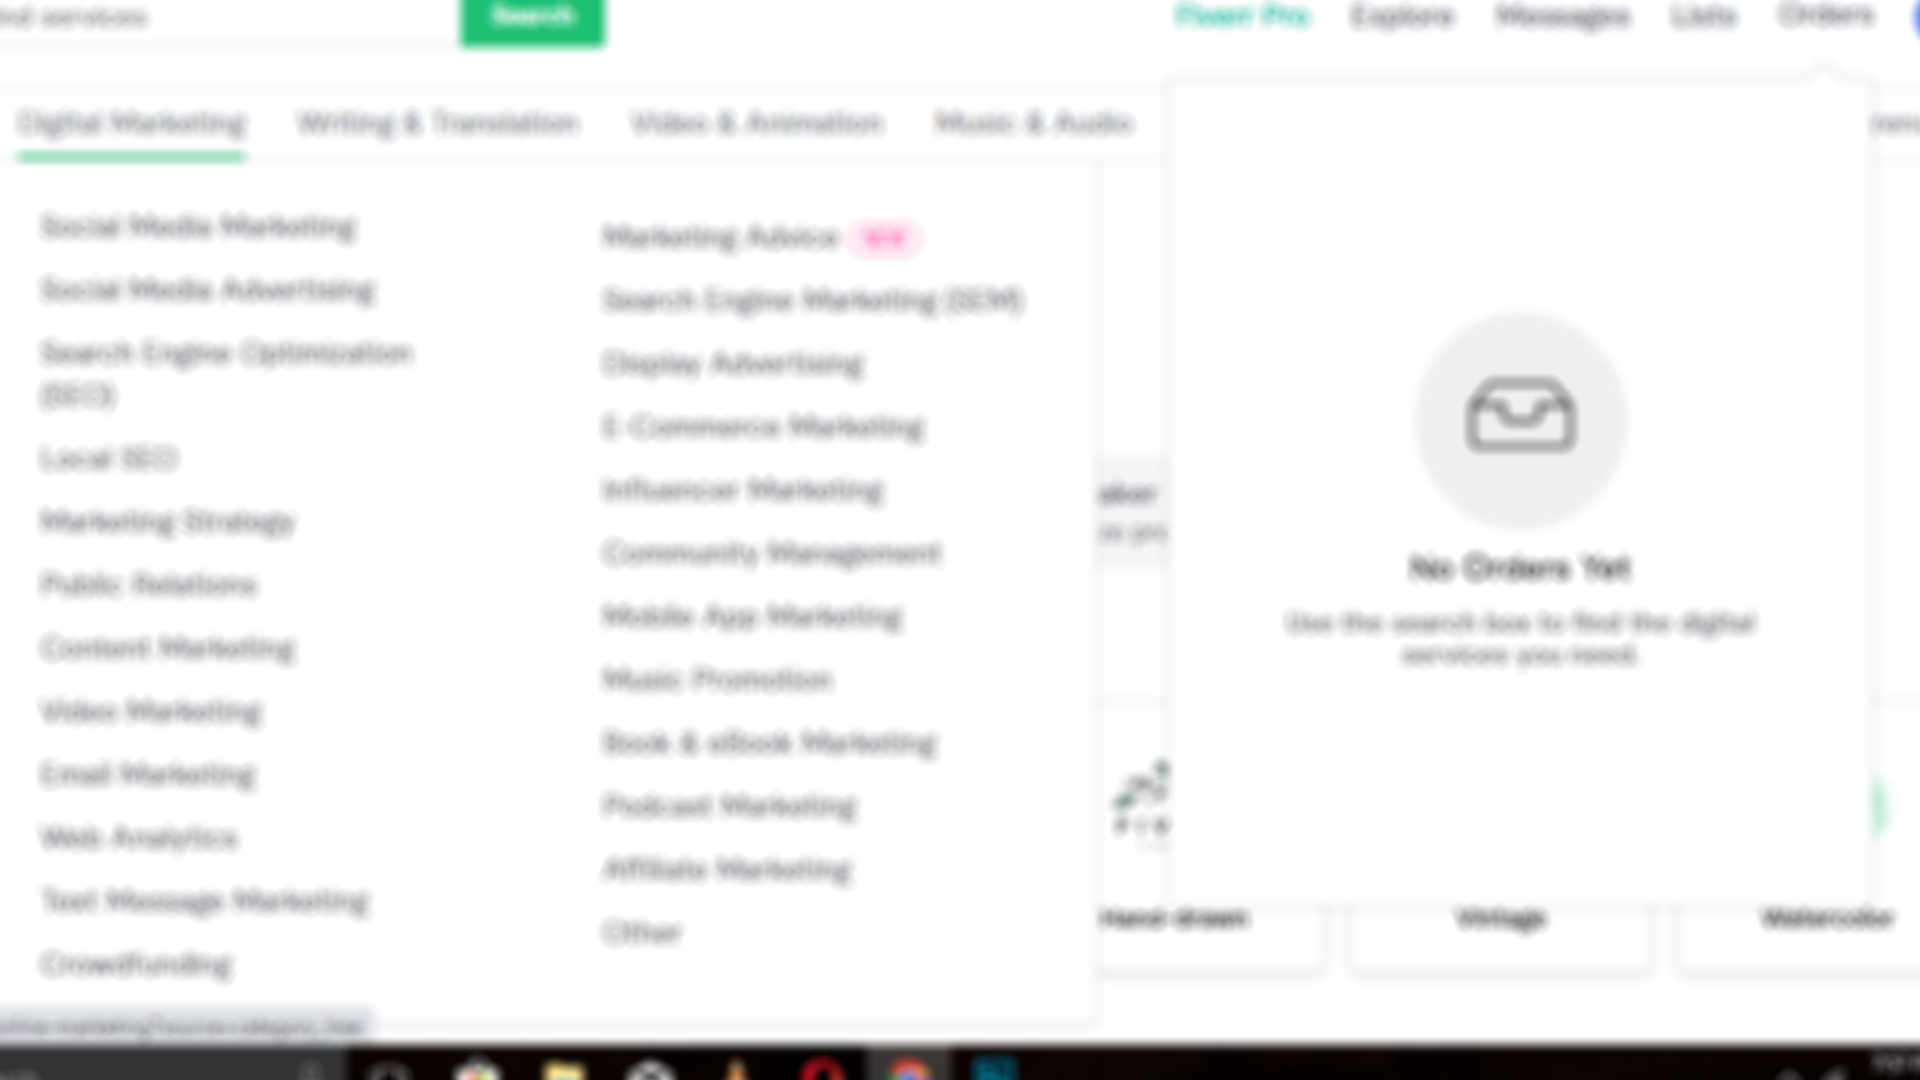 services
Search
Fiverr Pro
Explore
Messages
Lists
Orders
Digital Marketing
Writing & Translation
Video & Animation
Music & Audio
Social Media Marketing
Social Media Advertising
Search Engine Optimization
(SEO)
Local SEO
Marketing Strategy
Public Relations
Content Marketing
Video Marketing
Email Marketing
Web Analytics
Text Message Marketing
Crowdfunding
Marketing Advice NEW
Search Engine Marketing (SEM)
Display Advertising
E-Commerce Marketing
Influencer Marketing
Community Management
Mobile App Marketing
Music Promotion
Book & eBook Marketing
Podcast Marketing
Affiliate Marketing
Other
No Orders Yet
Use the search box to find the digital
services you need.
Hand-drawn
Vintage
Watercolor